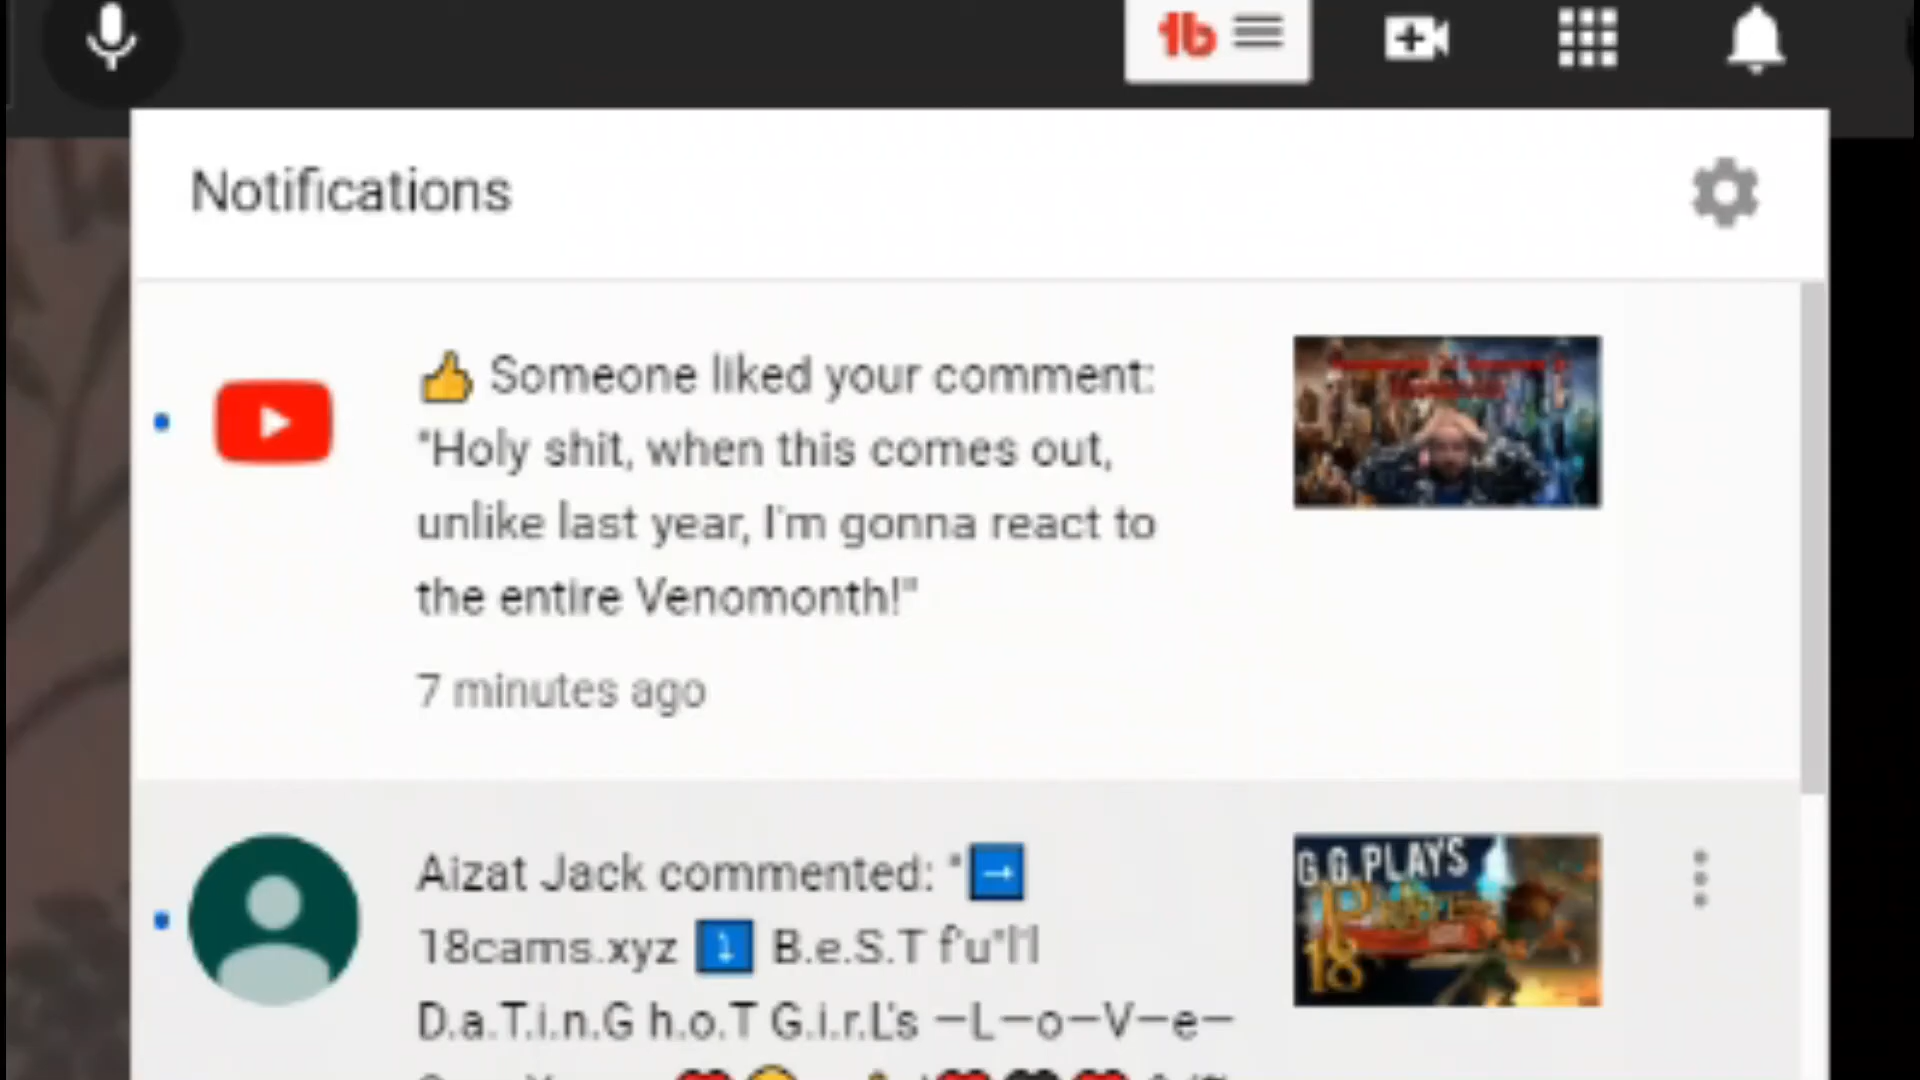 Notifications
👍 Someone liked your comment:
"Holy shit, when this comes out,
unlike last year, I'm gonna react to
the entire Venomonth!"
7 minutes ago
Aizat Jack commented: "➡
18cams.xyz ⤵ B.e.S.T f'u"l'l
D.a.T.i.n.G h.o.T G.i.r.L's —L—o—V—e—
G.G.PLAYS
18